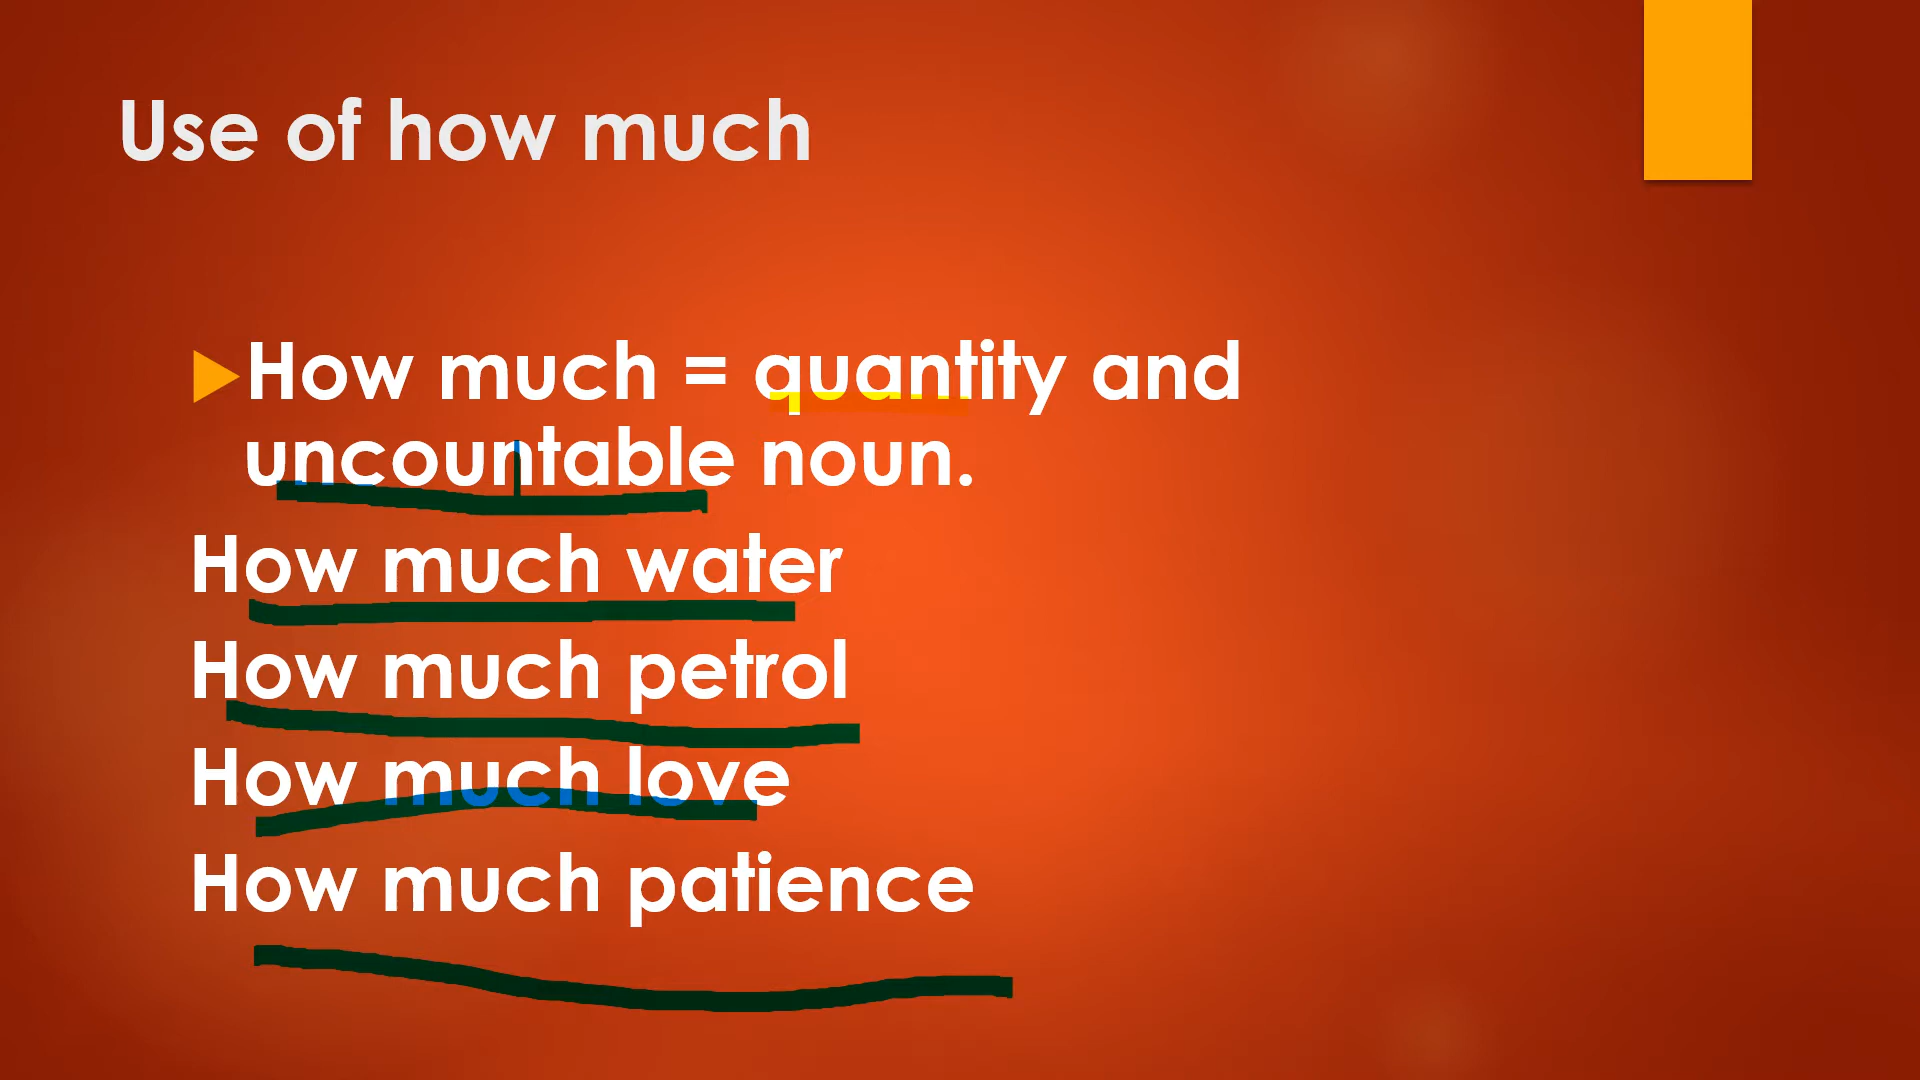 Use of how much
How much = quantity and
uncountable noun.
How much water
How much petrol
How much love
How much patience